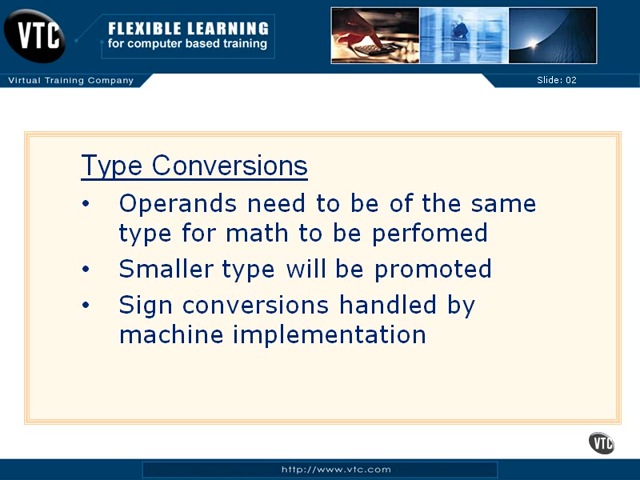 VTC
FLEXIBLE LEARNING
for computer based training
Virtual Training Company
Slide: 02
Type Conversions
• Operands need to be of the same
type for math to be perfomed
• Smaller type will be promoted
• Sign conversions handled by
machine implementation
VTC
http://www.vtc.com